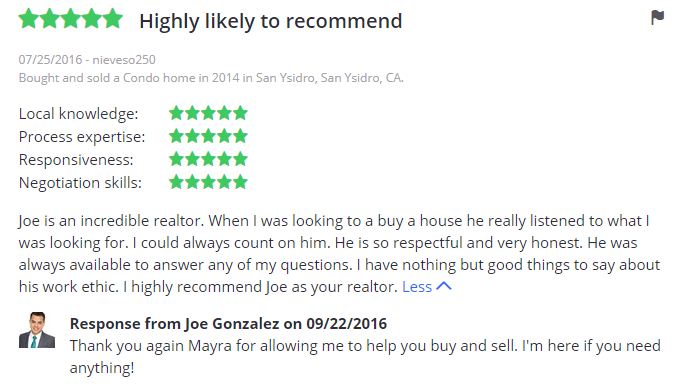 Highly likely to recommend
07/25/2016 - nieveso250
Bought and sold a Condo home in 2014 in San Ysidro, San Ysidro, CA.
Local knowledge:
Process expertise:
Responsiveness:
Negotiation skills:
Joe is an incredible realtor. When I was looking to a buy a house he really listened to what I
was looking for. I could always count on him. He is so respectful and very honest. He was
always available to answer any of my questions. I have nothing but good things to say about
his work ethic. I highly recommend Joe as your realtor. Less
Response from Joe Gonzalez on 09/22/2016
Thank you again Mayra for allowing me to help you buy and sell. I'm here if you need
anything!